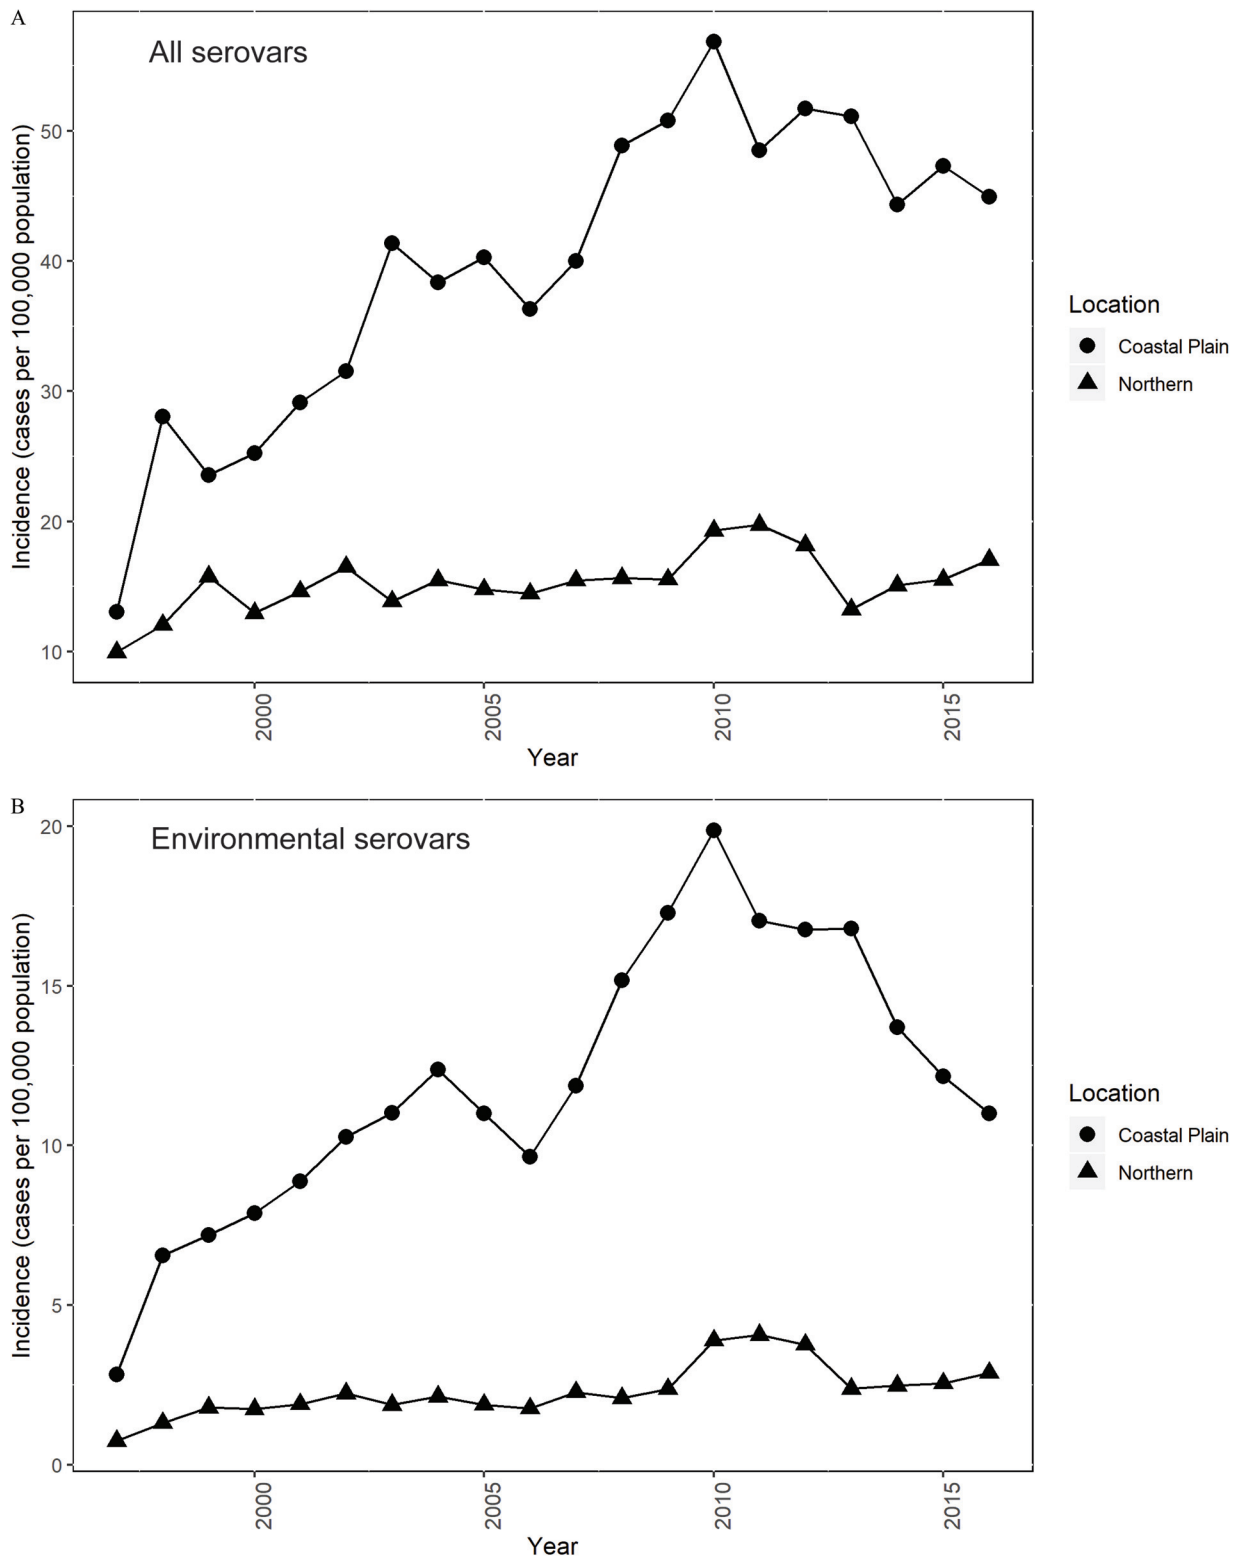 A
All serovars
Incidence (cases per 100,000 population)
50
40
30
20
10
2000
2005
2010
2015
Year
Location
Coastal Plain
Northern
B
Environmental serovars
Incidence (cases per 100,000 population)
20
15
10
5
0
2000
2005
2010
2015
Year
Location
Coastal Plain
Northern